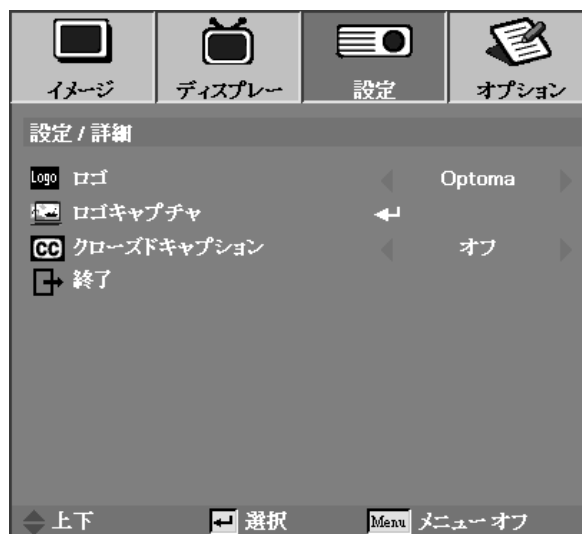 イメージ ディスプレー 設定 オプション
設定 / 詳細
Logo ロゴ Optoma
ロゴキャプチャ
CC クローズドキャプション オフ
終了
上下 選択 Menu メニューオフ